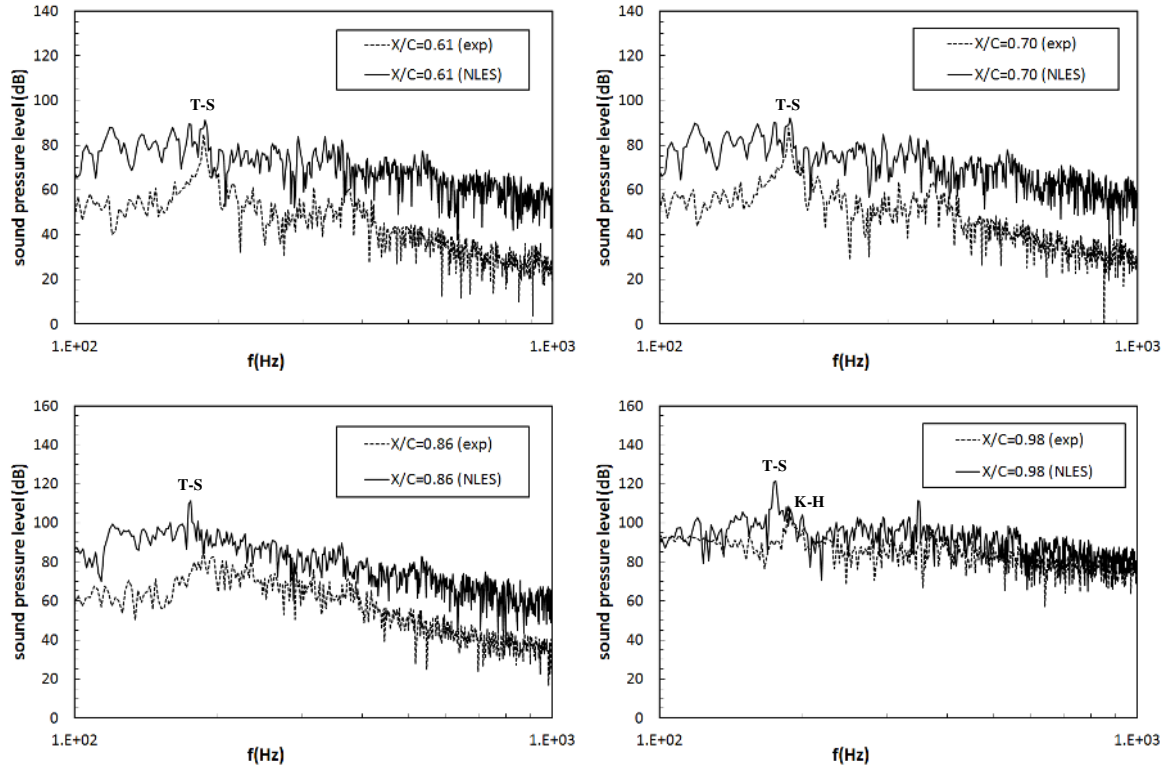 140
120
100
80
60
40
20
0
sound pressure level(dB)
X/C=0.61 (exp)
X/C=0.61 (NLES)
T-S
1.E+02
1.E+03
f(Hz)
140
120
100
80
60
40
20
0
sound pressure level(dB)
X/C=0.70 (exp)
X/C=0.70 (NLES)
T-S
1.E+02
1.E+03
f(Hz)
160
140
120
100
80
60
40
20
0
sound pressure level(dB)
X/C=0.86 (exp)
X/C=0.86 (NLES)
T-S
1.E+02
1.E+03
f(Hz)
160
140
120
100
80
60
40
20
0
sound pressure level(dB)
X/C=0.98 (exp)
X/C=0.98 (NLES)
T-S
K-H
1.E+02
1.E+03
f(Hz)